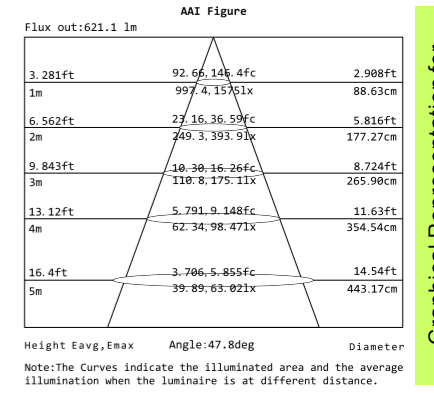 AAI Figure
Flux out:621.1 lm
3.281ft 92.66,146.4fc 2.908ft
1m 997.4,1575lx 88.63cm
6.562ft 23.16,36.59fc 5.816ft
2m 249.3,393.9lx 177.27cm
9.843ft 10.30,16.26fc 8.724ft
3m 110.8,175.1lx 265.90cm
13.12ft 5.791,9.148fc 11.63ft
4m 62.34,98.47lx 354.54cm
16.4ft 3.706,5.855fc 14.54ft
5m 39.89,63.02lx 443.17cm
Height Eavg,Emax Angle:47.8deg Diameter
Note:The Curves indicate the illuminated area and the average
illumination when the luminaire is at different distance.
Graphical Representation for